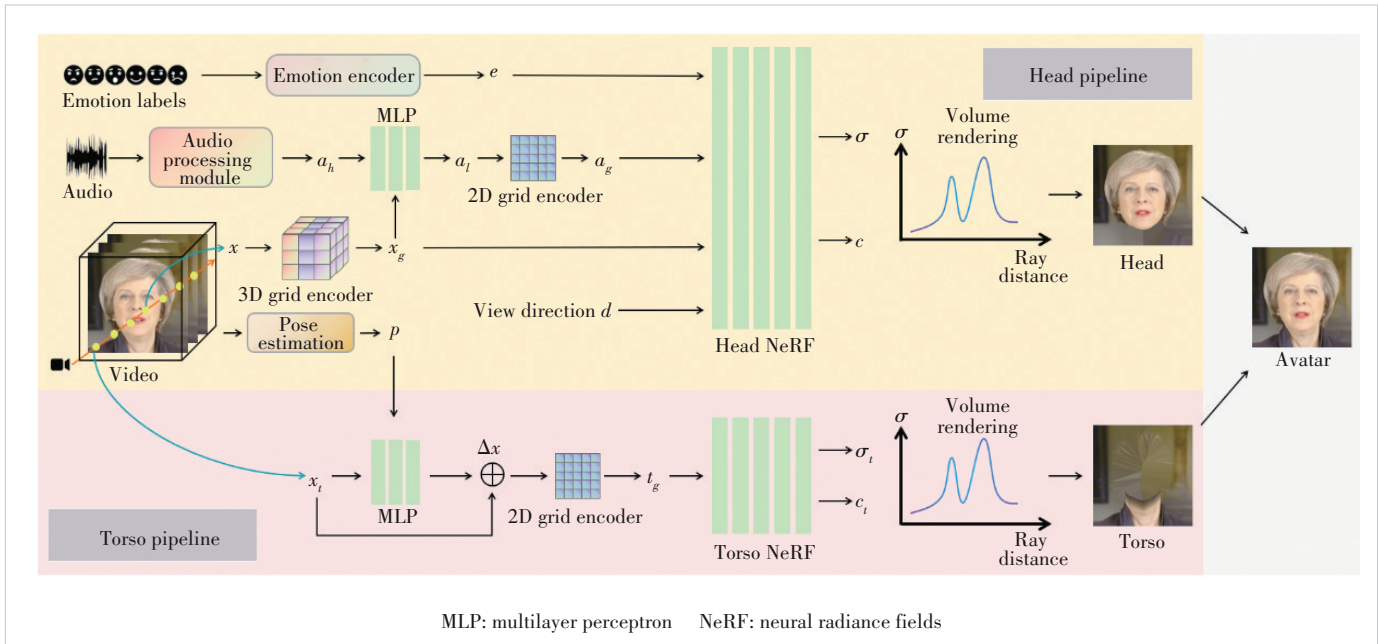 Emotion labels
Emotion encoder
e
Head pipeline
MLP
Audio
Audio
processing
module
a_h
a_l
2D grid encoder
a_g
σ
σ
Volume
rendering
Ray
distance
Head
x
3D grid encoder
x_g
c
View direction d
Head NeRF
Video
Pose
estimation
p
Avatar
Torso pipeline
x_t
MLP
Δx
2D grid encoder
t_g
Torso NeRF
σ_t
c_t
σ
Volume
rendering
Ray
distance
Torso
MLP: multilayer perceptron NeRF: neural radiance fields